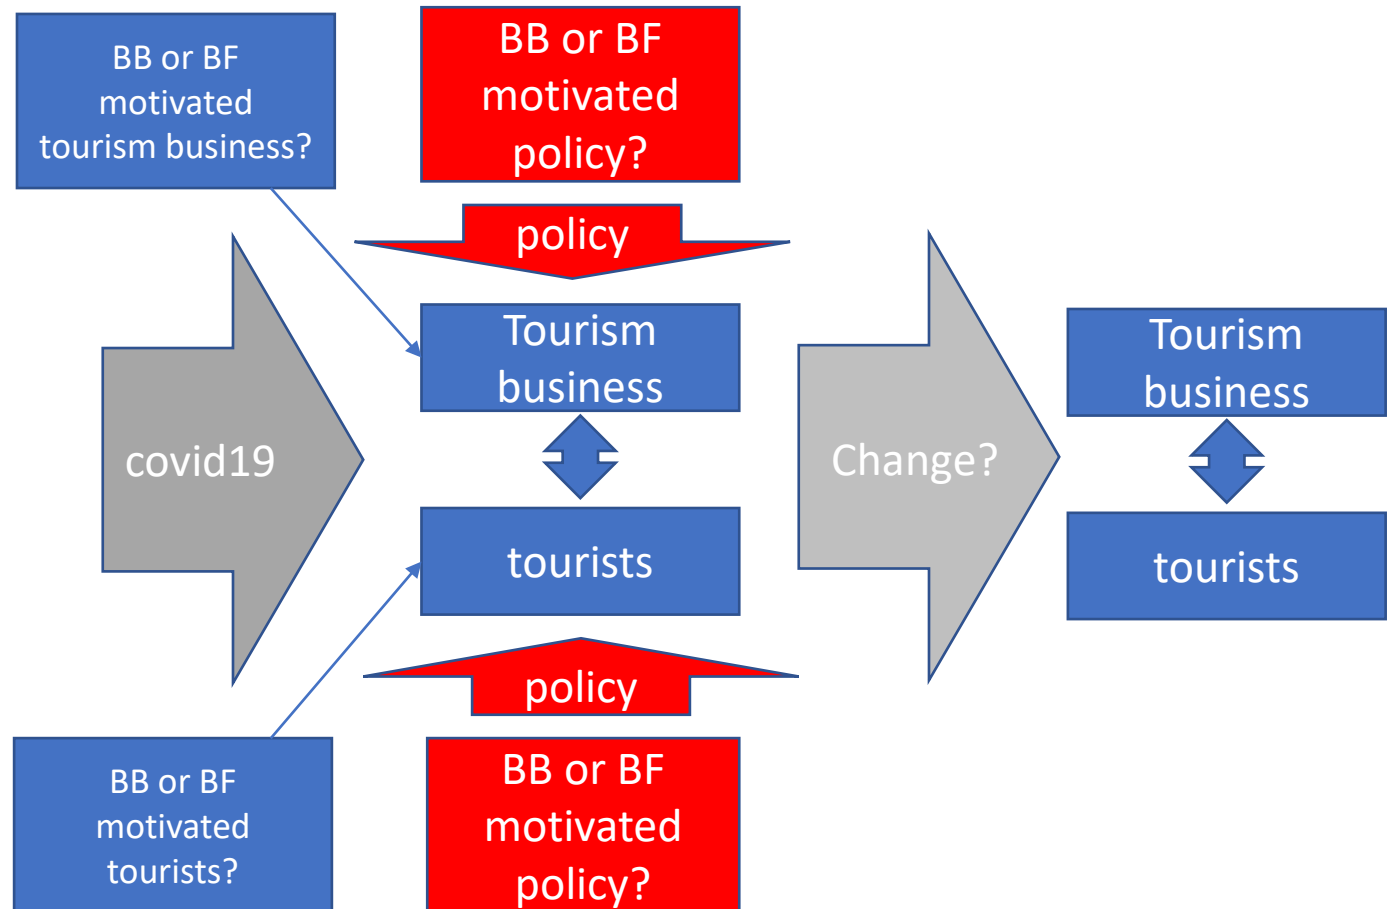 BB or BF
motivated
tourism business?
BB or BF
motivated
policy?
policy
covid19
Tourism
business
tourists
Change?
Tourism
business
tourists
policy
BB or BF
motivated
tourists?
BB or BF
motivated
policy?